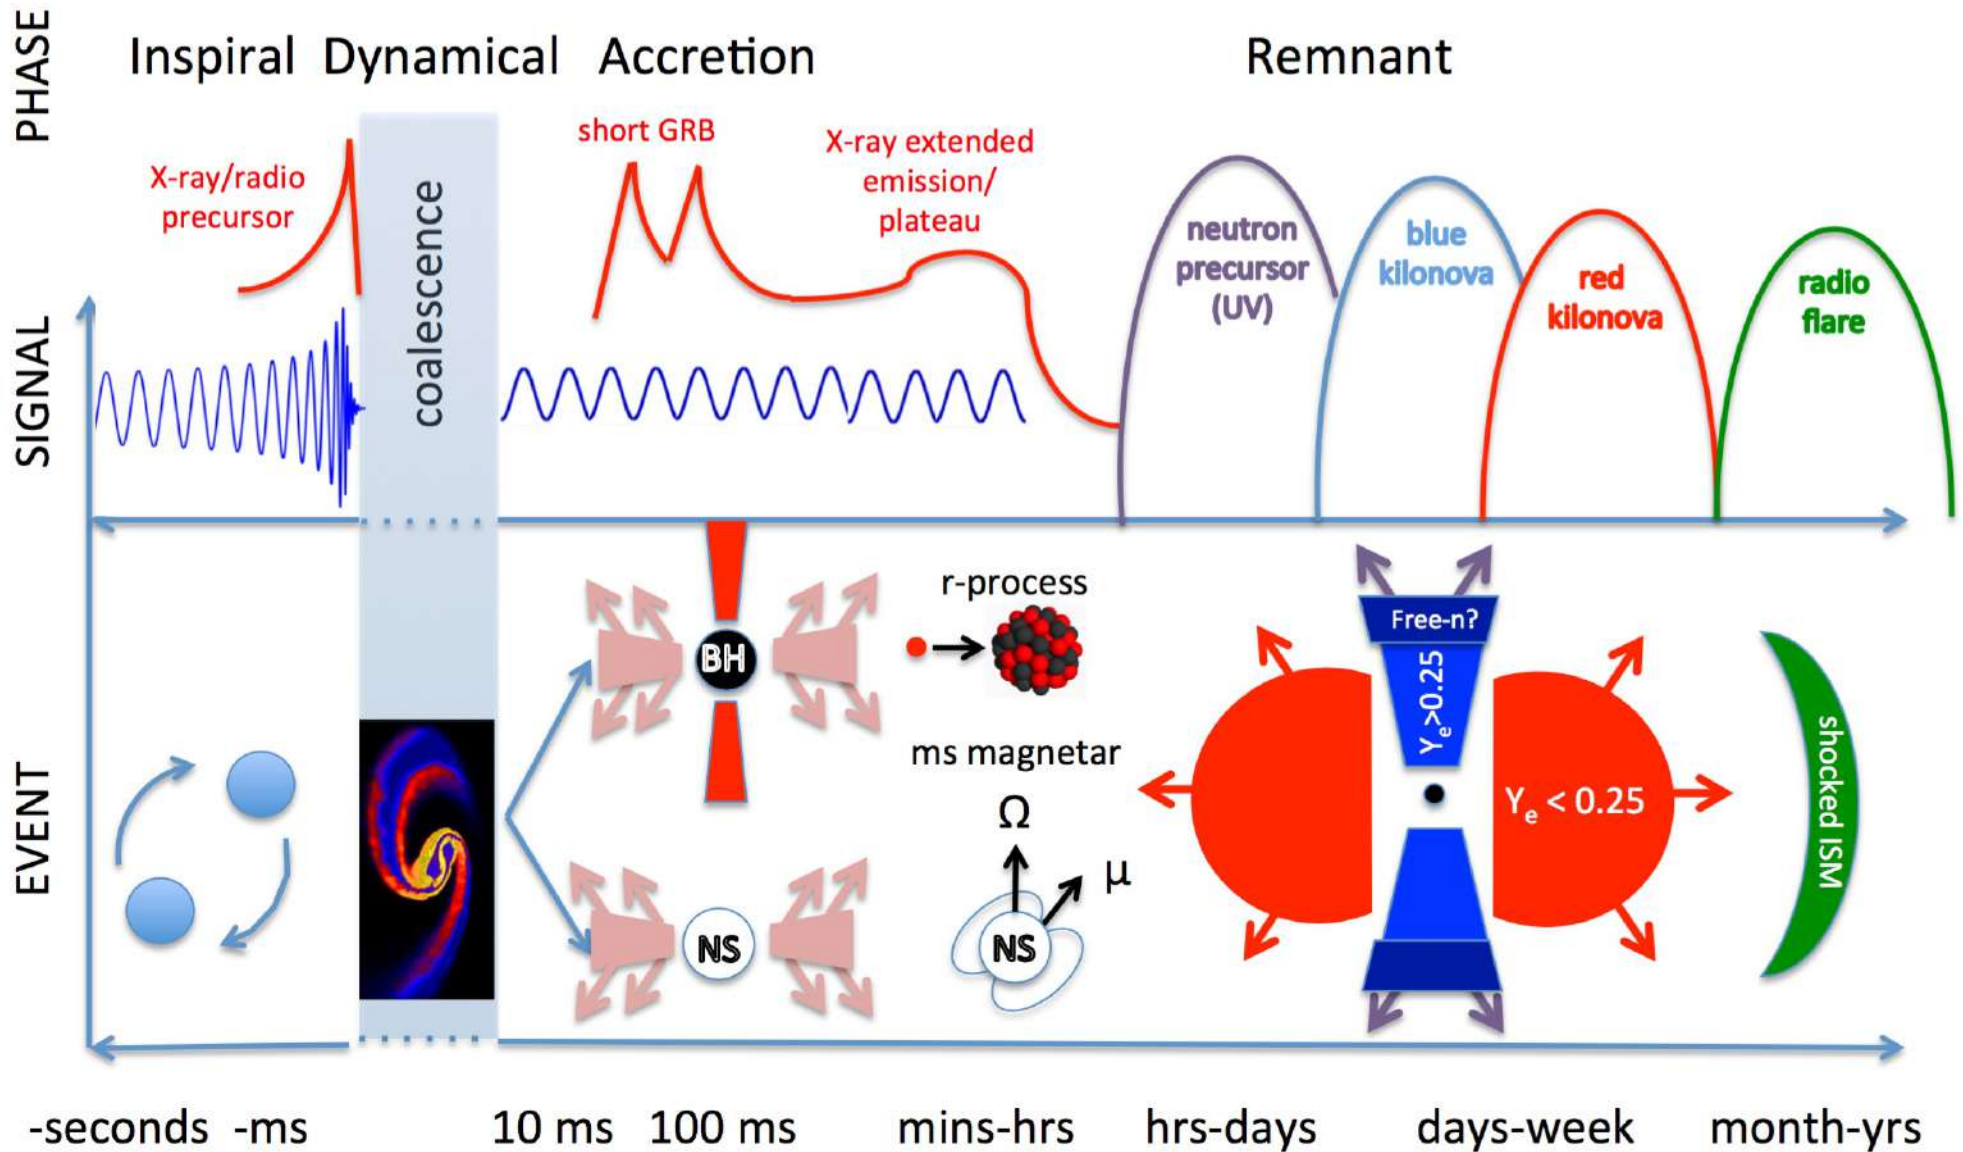 PHASE
Inspiral
Dynamical
Accretion
Remnant
SIGNAL
X-ray/radio
precursor
coalescence
short GRB
X-ray extended
emission/
plateau
neutron
precursor
(UV)
blue
kilonova
red
kilonova
radio
flare
EVENT
BH
NS
r-process
ms magnetar
Ω
μ
NS
Free-n?
Yₑ>0.25
Yₑ < 0.25
shocked ISM
-seconds
-ms
10 ms
100 ms
mins-hrs
hrs-days
days-week
month-yrs